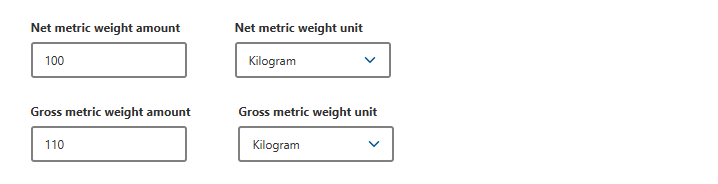 Net metric weight amount Net metric weight unit
100 Kilogram
Gross metric weight amount Gross metric weight unit
110 Kilogram